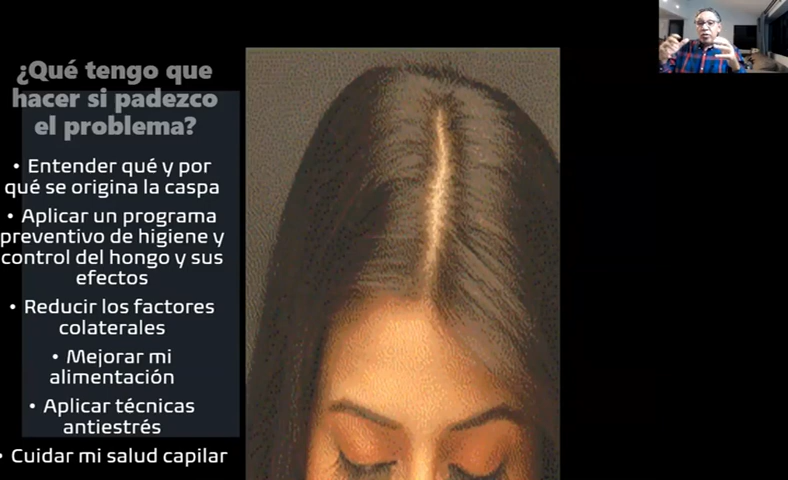 ¿Qué tengo que
hacer si padezco
el problema?
• Entender qué y por
qué se origina la caspa
• Aplicar un programa
preventivo de higiene y
control del hongo y sus
efectos
• Reducir los factores
colaterales
• Mejorar mi
alimentación
• Aplicar técnicas
antiestrés
• Cuidar mi salud capilar